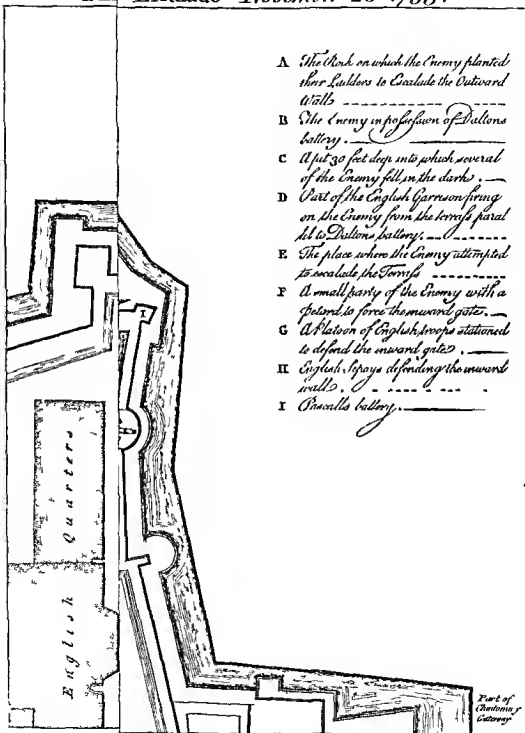 November 28 1753.
A The Rock on which the Enemy planted
their Ladders to Escalade the Outward
Wall
B The Enemy in possession of Daltons
battery.
C A pit 30 feet deep into which several
of the Enemy fell in the dark.
D Part of the English Garreson firing
on the Enemy from the terrass paral
lel to Daltons battery.
E The place where the Enemy attempted
to escalade the Terrass
F A small party of the Enemy with a
Petard to force the inward gate.
G A Platoon of English troops stationed
to defend the inward gate.
H English Sepoys defending the inward
wall.
I Pascalls battery.
English Quarters
Part of
Gateway